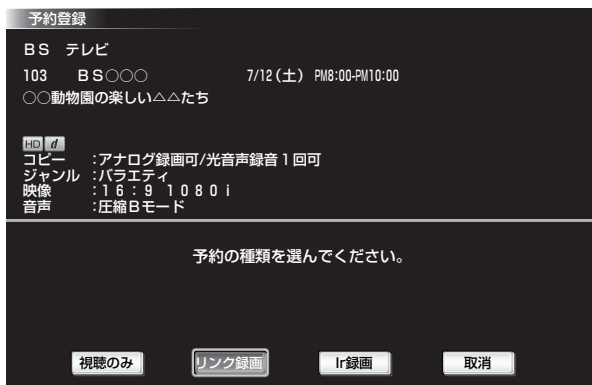 予約登録
BS テレビ
103 BS○○○ 7/12(土) PM8:00-PM10:00
○○動物園の楽しい△△たち
HD d
コピー :アナログ録画可/光音声録音1回可
ジャンル :バラエティ
映像 :16:9 1080i
音声 :圧縮Bモード
予約の種類を選んでください。
視聴のみ リンク録画 Ir録画 取消